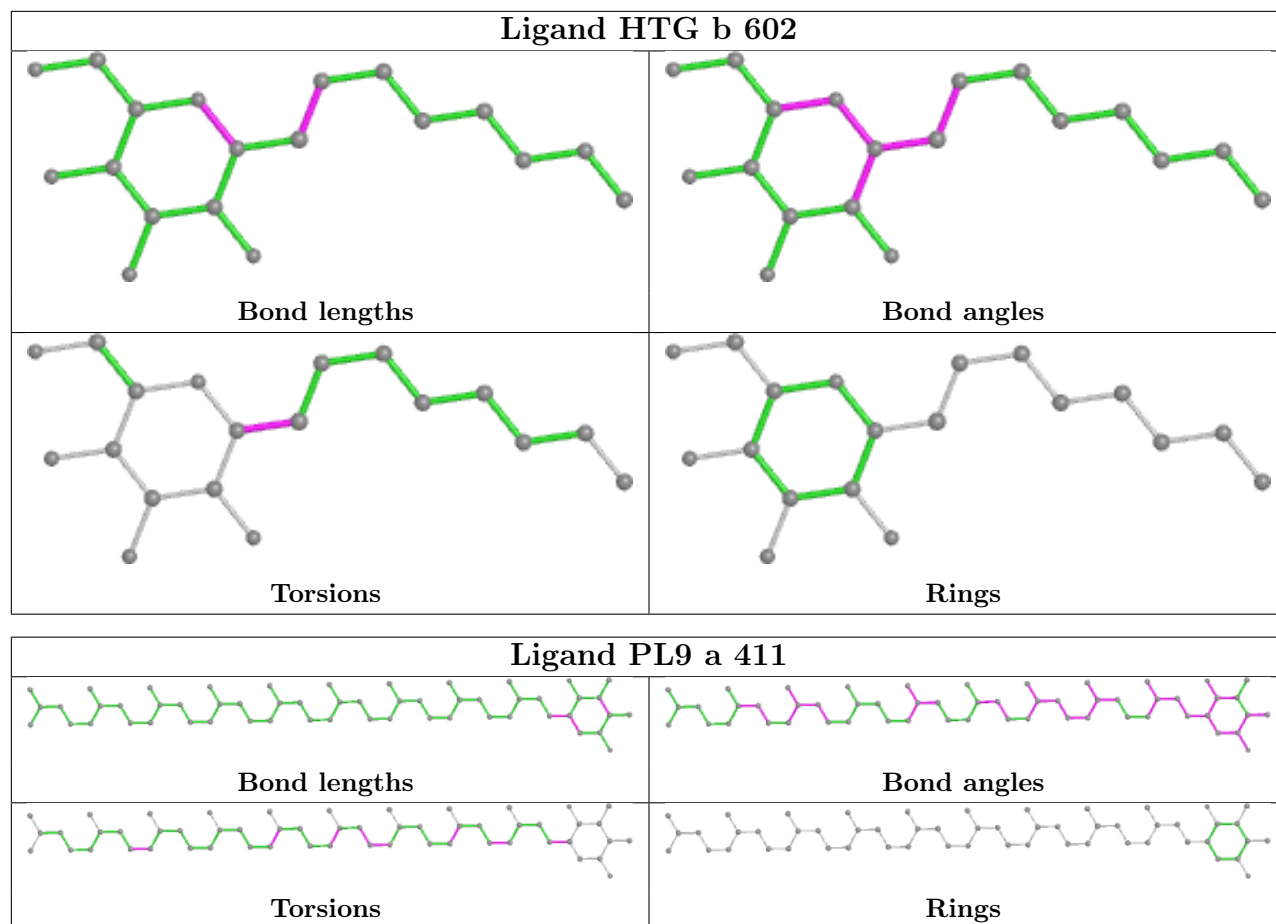 Ligand HTG b 602
Bond lengths
Bond angles
Torsions
Rings
Ligand PL9 a 411
Bond lengths
Bond angles
Torsions
Rings